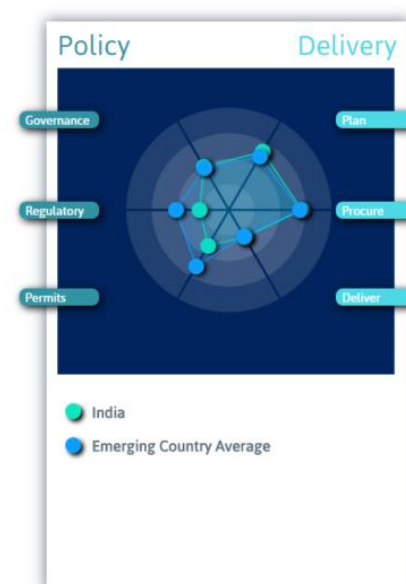 Policy Delivery
Governance Plan
Regulatory Procure
Permits Deliver
India
Emerging Country Average